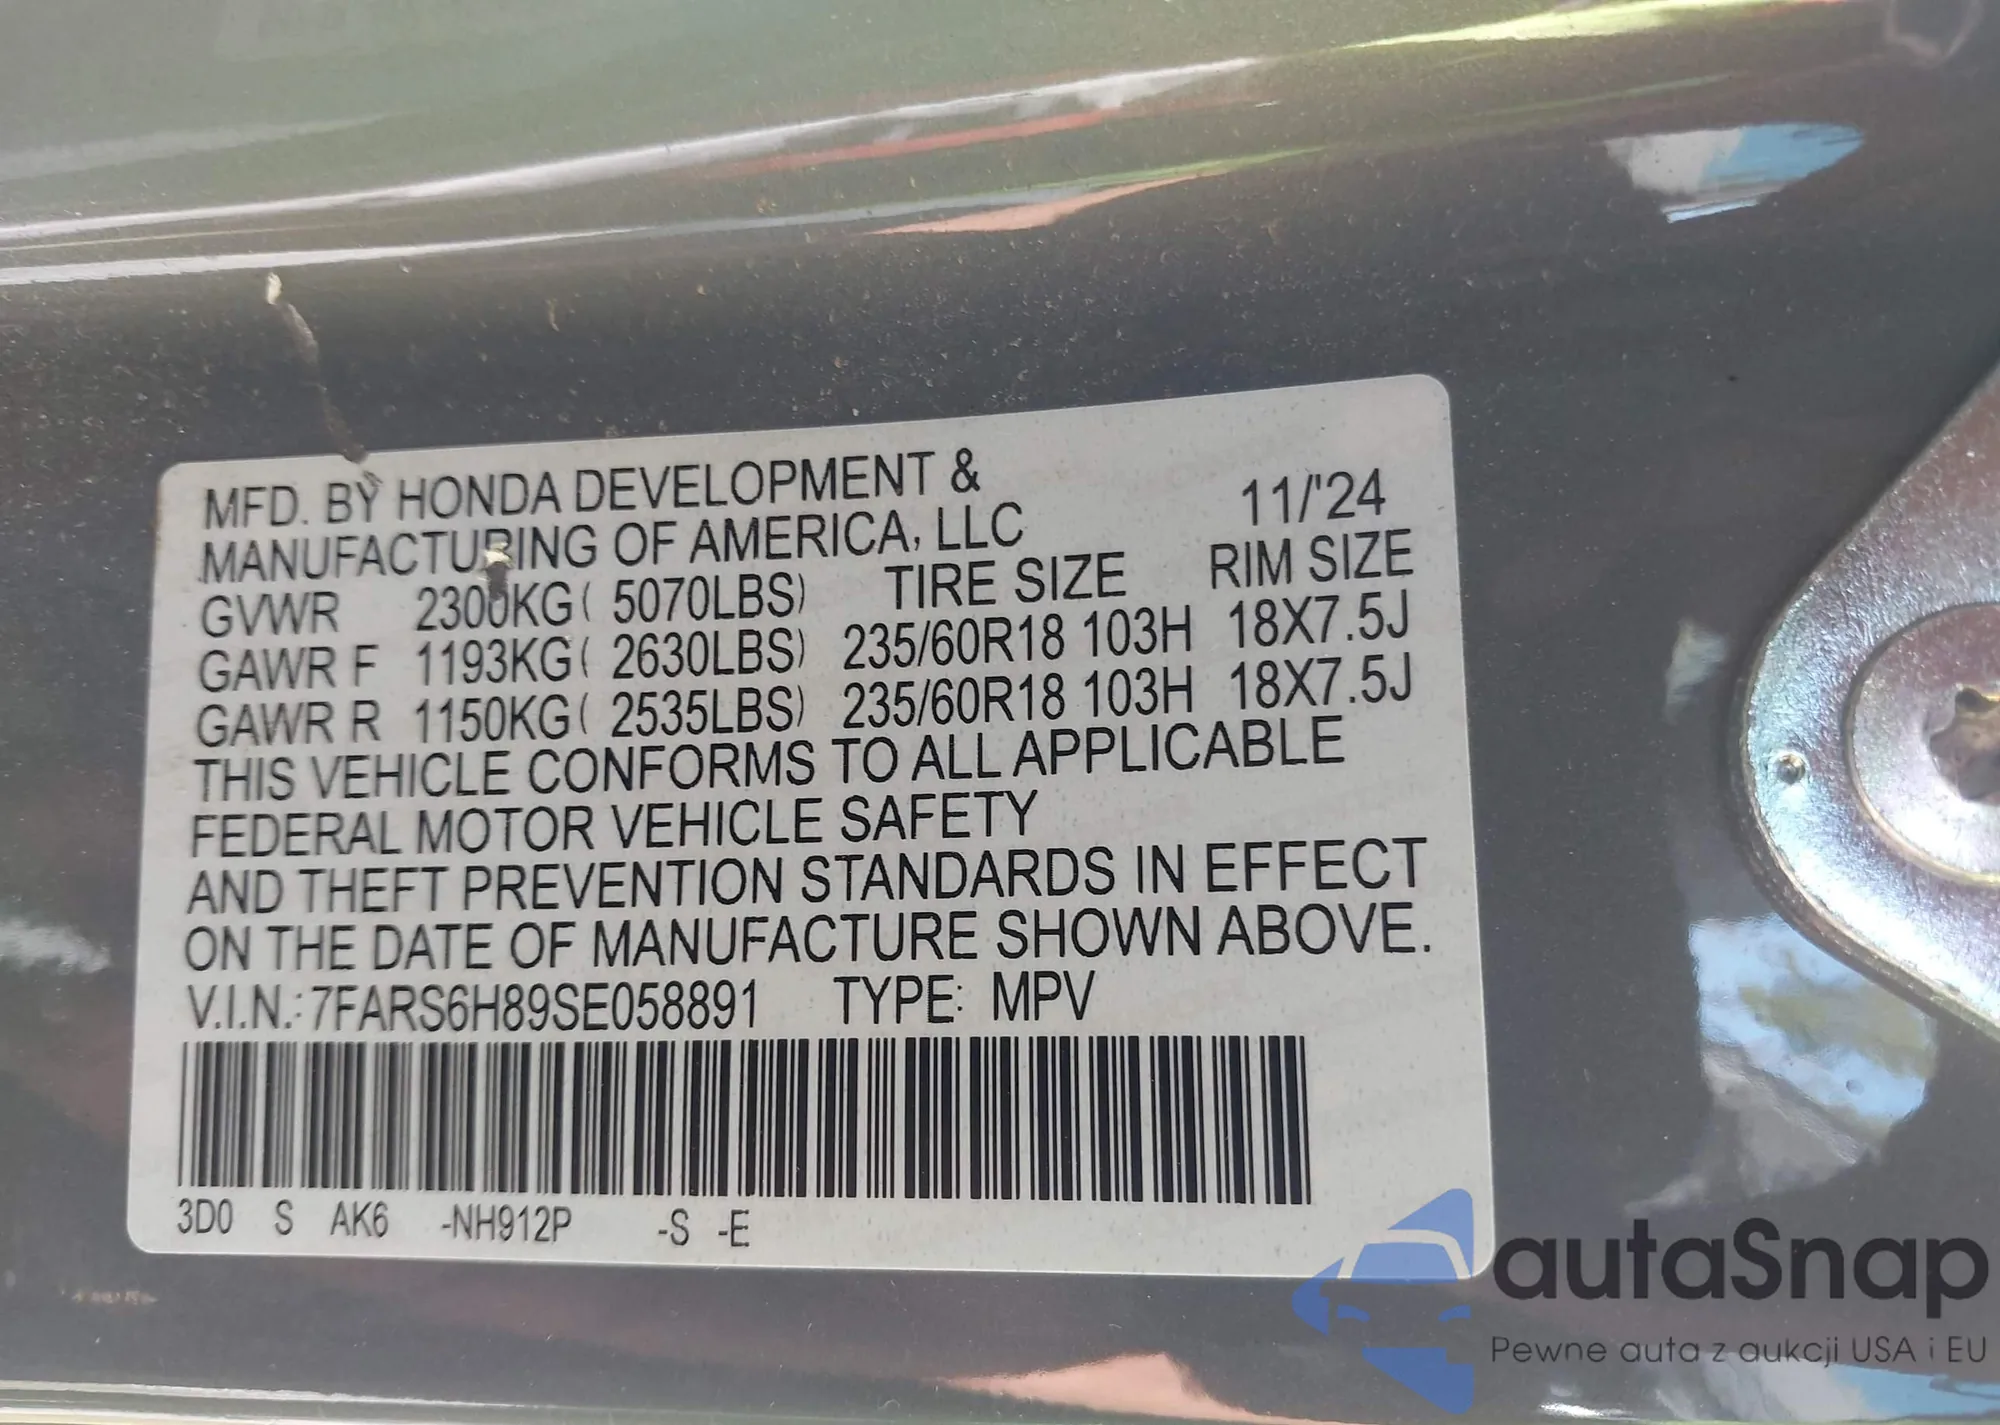 MFD. BY HONDA DEVELOPMENT &
MANUFACTURING OF AMERICA, LLC 11/'24
GVWR 2300KG( 5070LBS) TIRE SIZE RIM SIZE
GAWR F 1193KG( 2630LBS) 235/60R18 103H 18X7.5J
GAWR R 1150KG( 2535LBS) 235/60R18 103H 18X7.5J
THIS VEHICLE CONFORMS TO ALL APPLICABLE
FEDERAL MOTOR VEHICLE SAFETY
AND THEFT PREVENTION STANDARDS IN EFFECT
ON THE DATE OF MANUFACTURE SHOWN ABOVE.
V.I.N.:7FARS6H89SE058891 TYPE: MPV
3D0 S AK6 -NH912P -S -E
autaSnap
Pewne auta z aukcji USA i EU